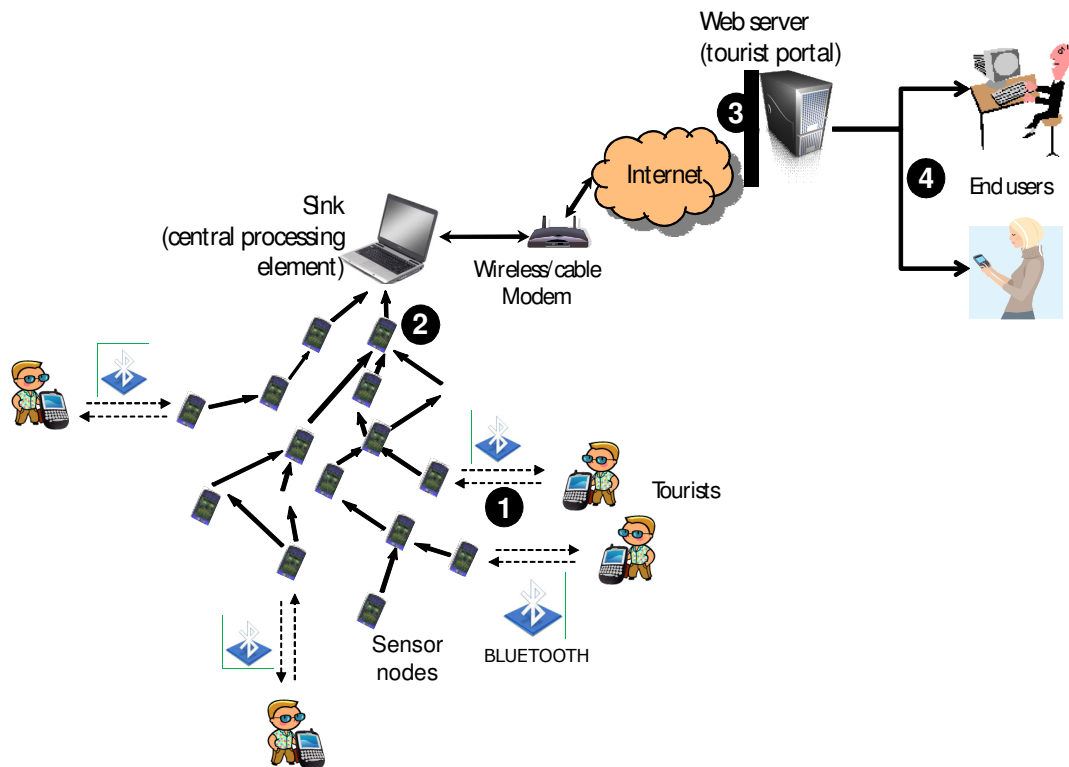 Web server
(tourist portal)
3
Internet
4
End users
Sink
(central processing
element)
Wireless/cable
Modem
2
1
Tourists
Sensor
nodes
BLUETOOTH